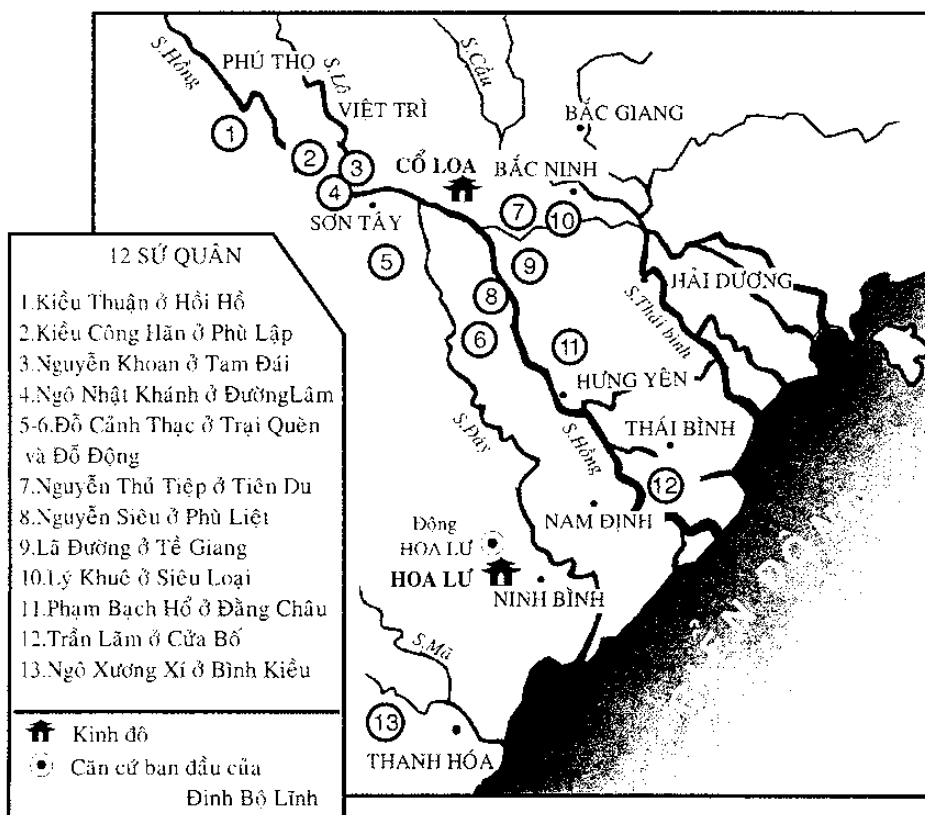 S.Hồng
PHÚ THỌ
S.Lô
VIỆT TRÌ
S.Cầu
BẮC GIANG
1
2
3
4
CỔ LOA
BẮC NINH
SƠN TÂY
7
10
5
9
8
HẢI DƯƠNG
S.Thái bình
6
11
HƯNG YÊN
S.Đáy
S.Hồng
THÁI BÌNH
12
NAM ĐỊNH
Động
HOA LƯ
HOA LƯ
NINH BÌNH
S.Mã
13
THANH HÓA
12 SỨ QUÂN
1.Kiều Thuận ở Hồi Hồ
2.Kiều Công Hãn ở Phù Lập
3.Nguyễn Khoan ở Tam Đái
4.Ngô Nhật Khánh ở ĐườngLâm
5-6.Đỗ Cảnh Thạc ở Trại Quèn
và Đỗ Động
7.Nguyễn Thủ Tiệp ở Tiên Du
8.Nguyễn Siêu ở Phù Liệt
9.Lã Đường ở Tề Giang
10.Lý Khuê ở Siêu Loại
11.Phạm Bạch Hổ ở Đằng Châu
12.Trần Lãm ở Cửa Bố
13.Ngô Xương Xí ở Bình Kiều
Kinh đô
Căn cứ ban đầu của
Đinh Bộ Lĩnh